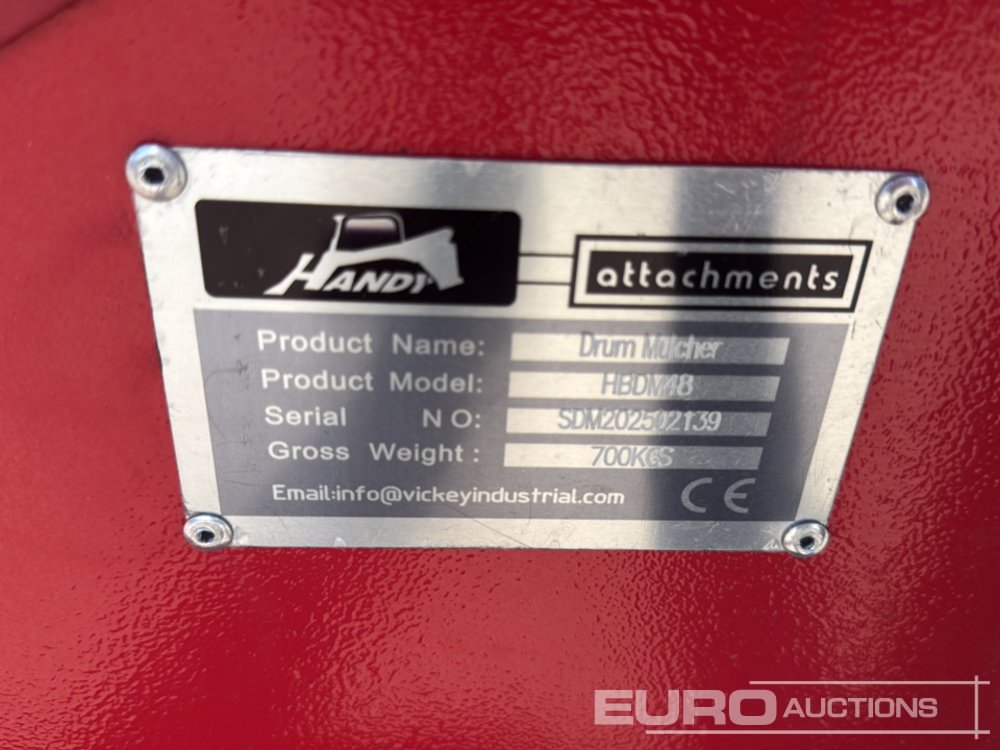 HANDY
attachments
Product Name: Drum Mulcher
Product Model: HBDM48
Serial NO: SDM202502139
Gross Weight: 700KGS
Email:info@vickeyindustrial.com CE
EURO AUCTIONS